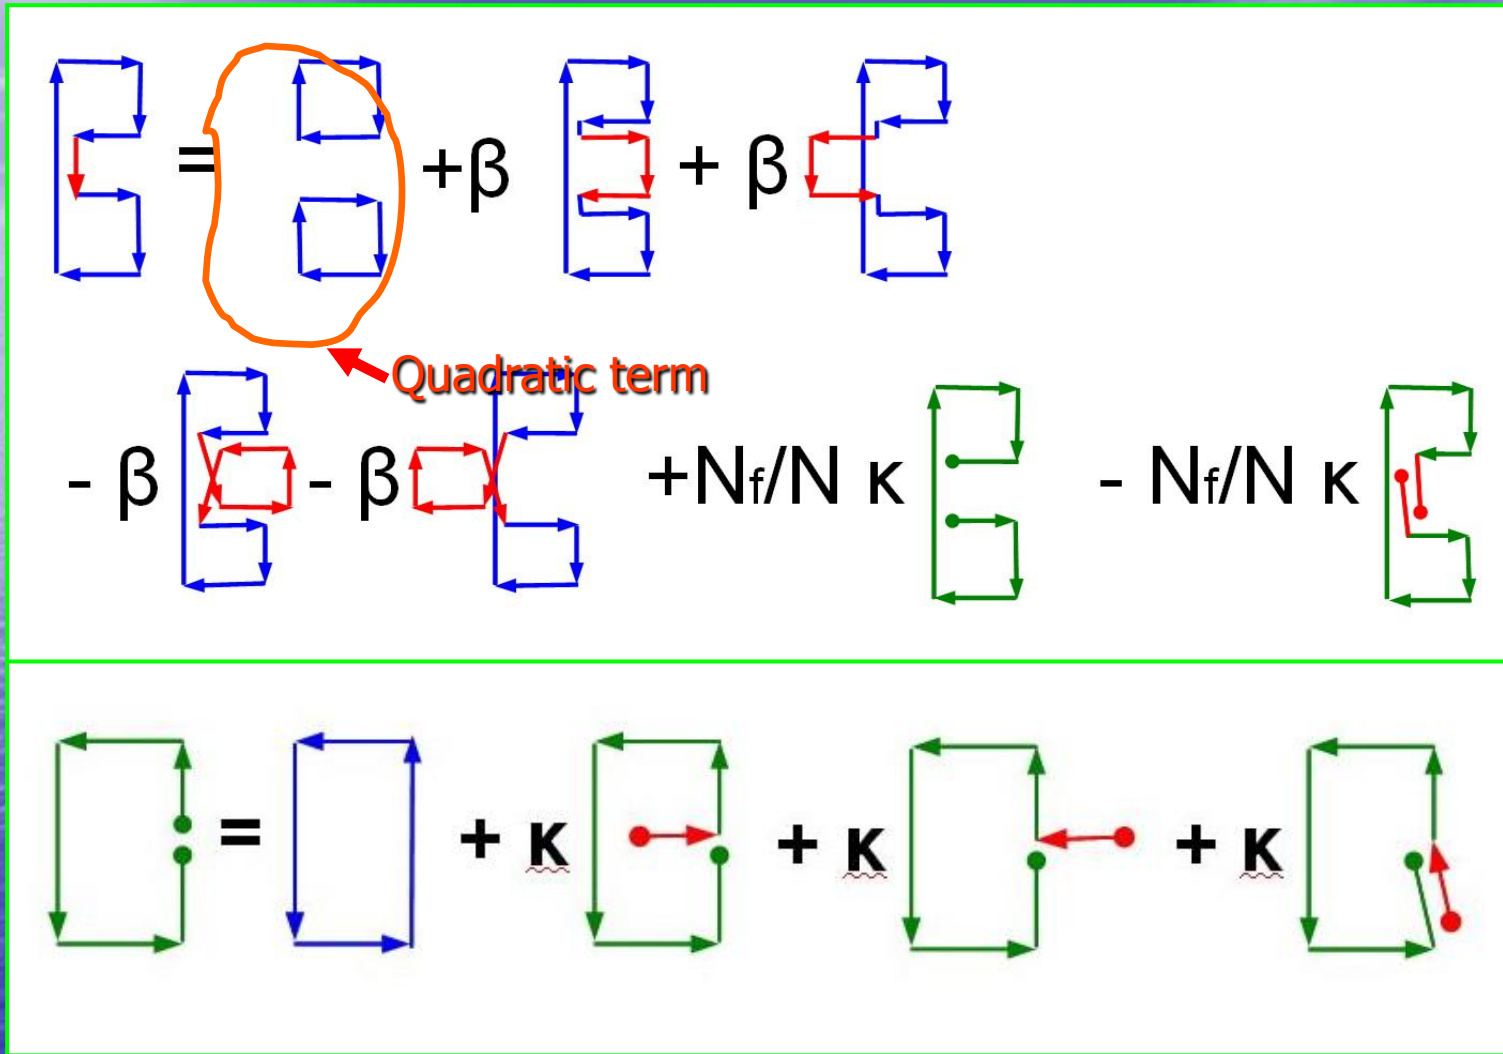 = +β + β
Quadratic term
- β - β +Nf/N κ - Nf/N κ
= + κ + κ + κ